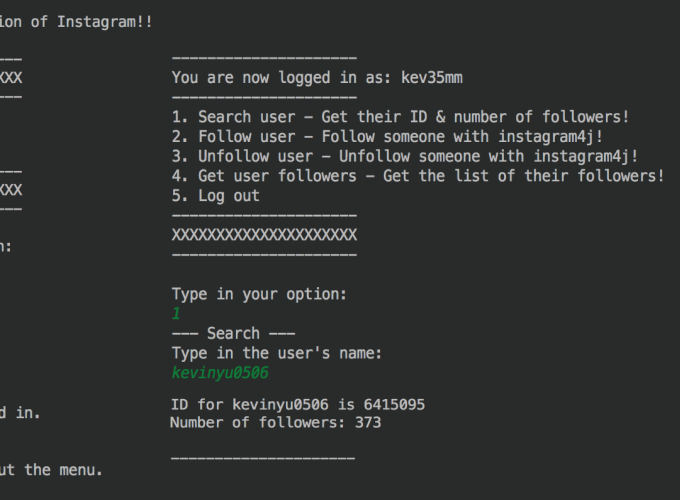 ion of Instagram!!
---
XXX
---
---
XXX
---
n:
d in.
ut the menu.
---------------------
You are now logged in as: kev35mm
---------------------
1. Search user - Get their ID & number of followers!
2. Follow user - Follow someone with instagram4j!
3. Unfollow user - Unfollow someone with instagram4j!
4. Get user followers - Get the list of their followers!
5. Log out
---------------------
XXXXXXXXXXXXXXXXXXXXX
---------------------
Type in your option:
1
--- Search ---
Type in the user's name:
kevinyu0506
ID for kevinyu0506 is 6415095
Number of followers: 373
---------------------